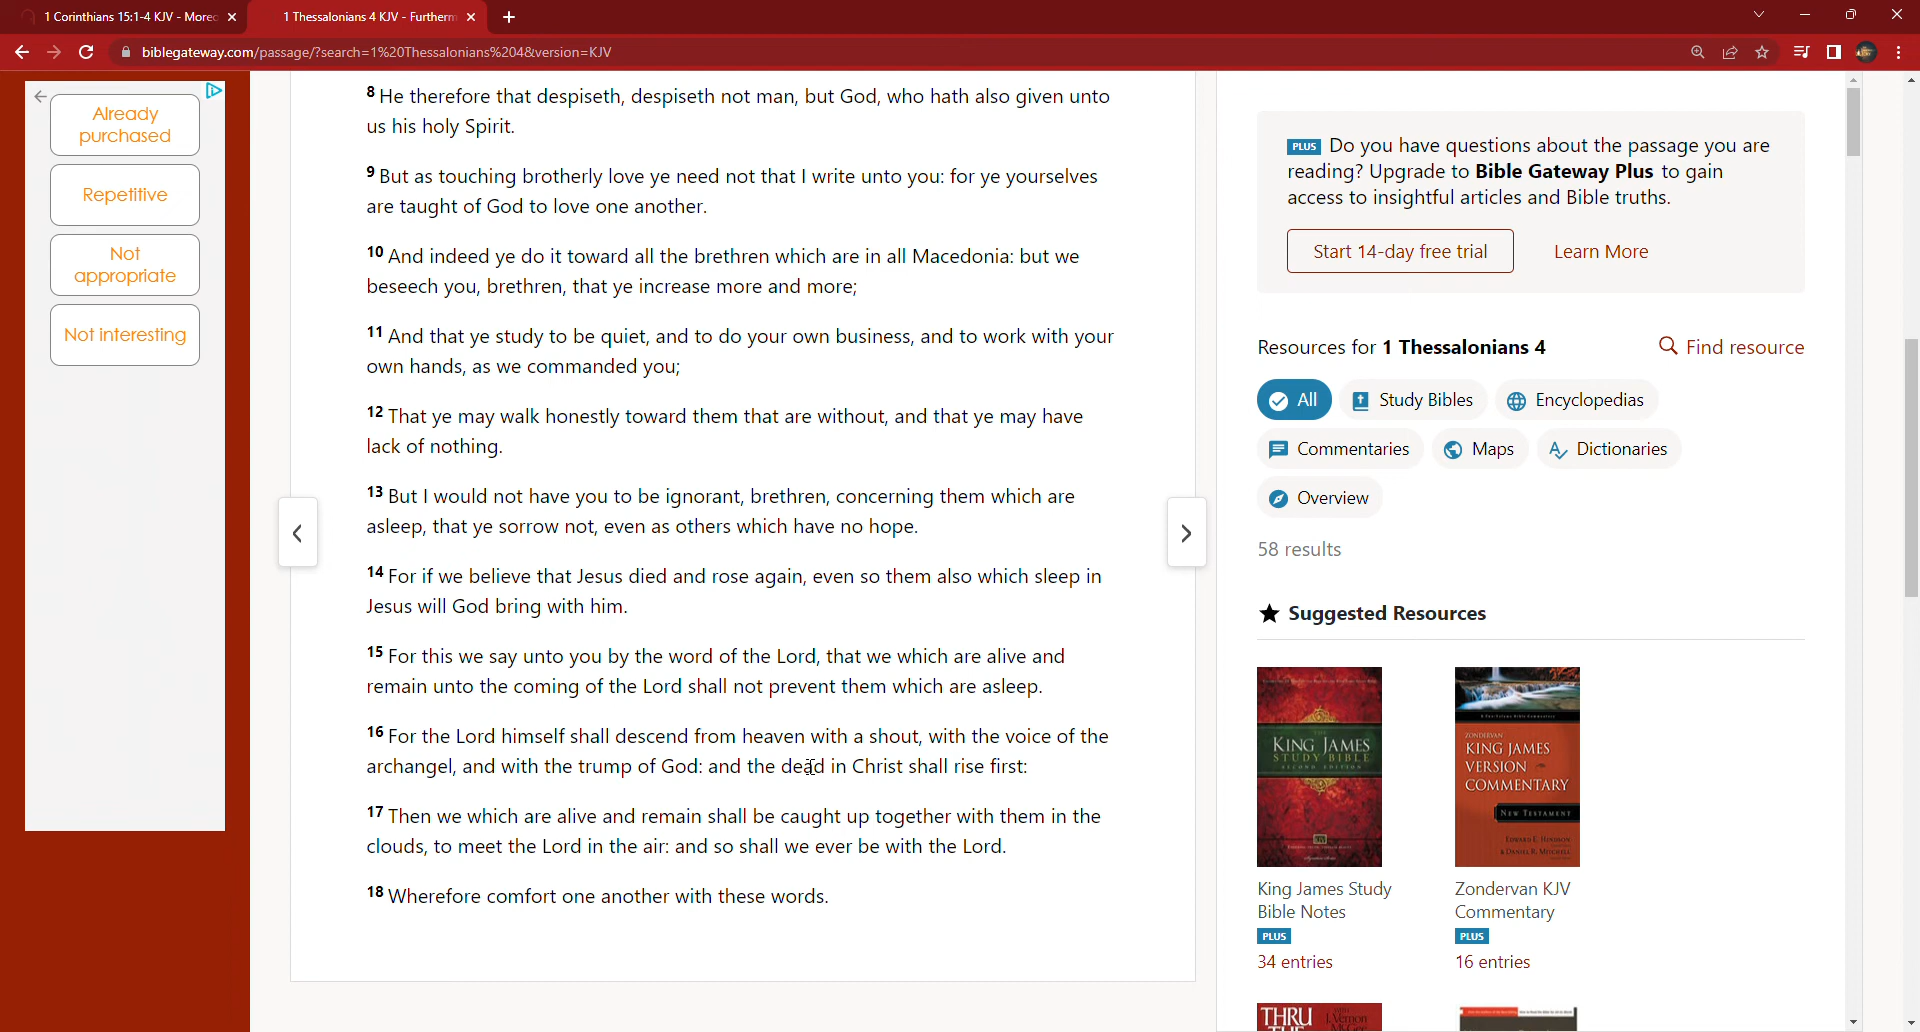 1 Corinthians 15:1-4 KJV - Moreo
1 Thessalonians 4 KJV - Furtherm
biblegateway.com/passage/?search=1%20Thessalonians%204&version=KJV
Already
purchased
Repetitive
Not
appropriate
Not interesting
8 He therefore that despiseth, despiseth not man, but God, who hath also given unto
us his holy Spirit.
9 But as touching brotherly love ye need not that I write unto you: for ye yourselves
are taught of God to love one another.
10 And indeed ye do it toward all the brethren which are in all Macedonia: but we
beseech you, brethren, that ye increase more and more;
11 And that ye study to be quiet, and to do your own business, and to work with your
own hands, as we commanded you;
12 That ye may walk honestly toward them that are without, and that ye may have
lack of nothing.
13 But I would not have you to be ignorant, brethren, concerning them which are
asleep, that ye sorrow not, even as others which have no hope.
14 For if we believe that Jesus died and rose again, even so them also which sleep in
Jesus will God bring with him.
15 For this we say unto you by the word of the Lord, that we which are alive and
remain unto the coming of the Lord shall not prevent them which are asleep.
16 For the Lord himself shall descend from heaven with a shout, with the voice of the
archangel, and with the trump of God: and the dead in Christ shall rise first:
17 Then we which are alive and remain shall be caught up together with them in the
clouds, to meet the Lord in the air: and so shall we ever be with the Lord.
18 Wherefore comfort one another with these words.
PLUS Do you have questions about the passage you are
reading? Upgrade to Bible Gateway Plus to gain
access to insightful articles and Bible truths.
Start 14-day free trial
Learn More
Resources for 1 Thessalonians 4
Find resource
All
Study Bibles
Encyclopedias
Commentaries
Maps
Dictionaries
Overview
58 results
Suggested Resources
THE
KING JAMES
STUDY BIBLE
SECOND EDITION
ZONDERVAN
KING JAMES
VERSION
COMMENTARY
NEW TESTAMENT
EDWARD E. HINDSON
& DANIEL R. MITCHELL
King James Study
Bible Notes
PLUS
34 entries
Zondervan KJV
Commentary
PLUS
16 entries
THRU
THE
J. Vernon
McGee